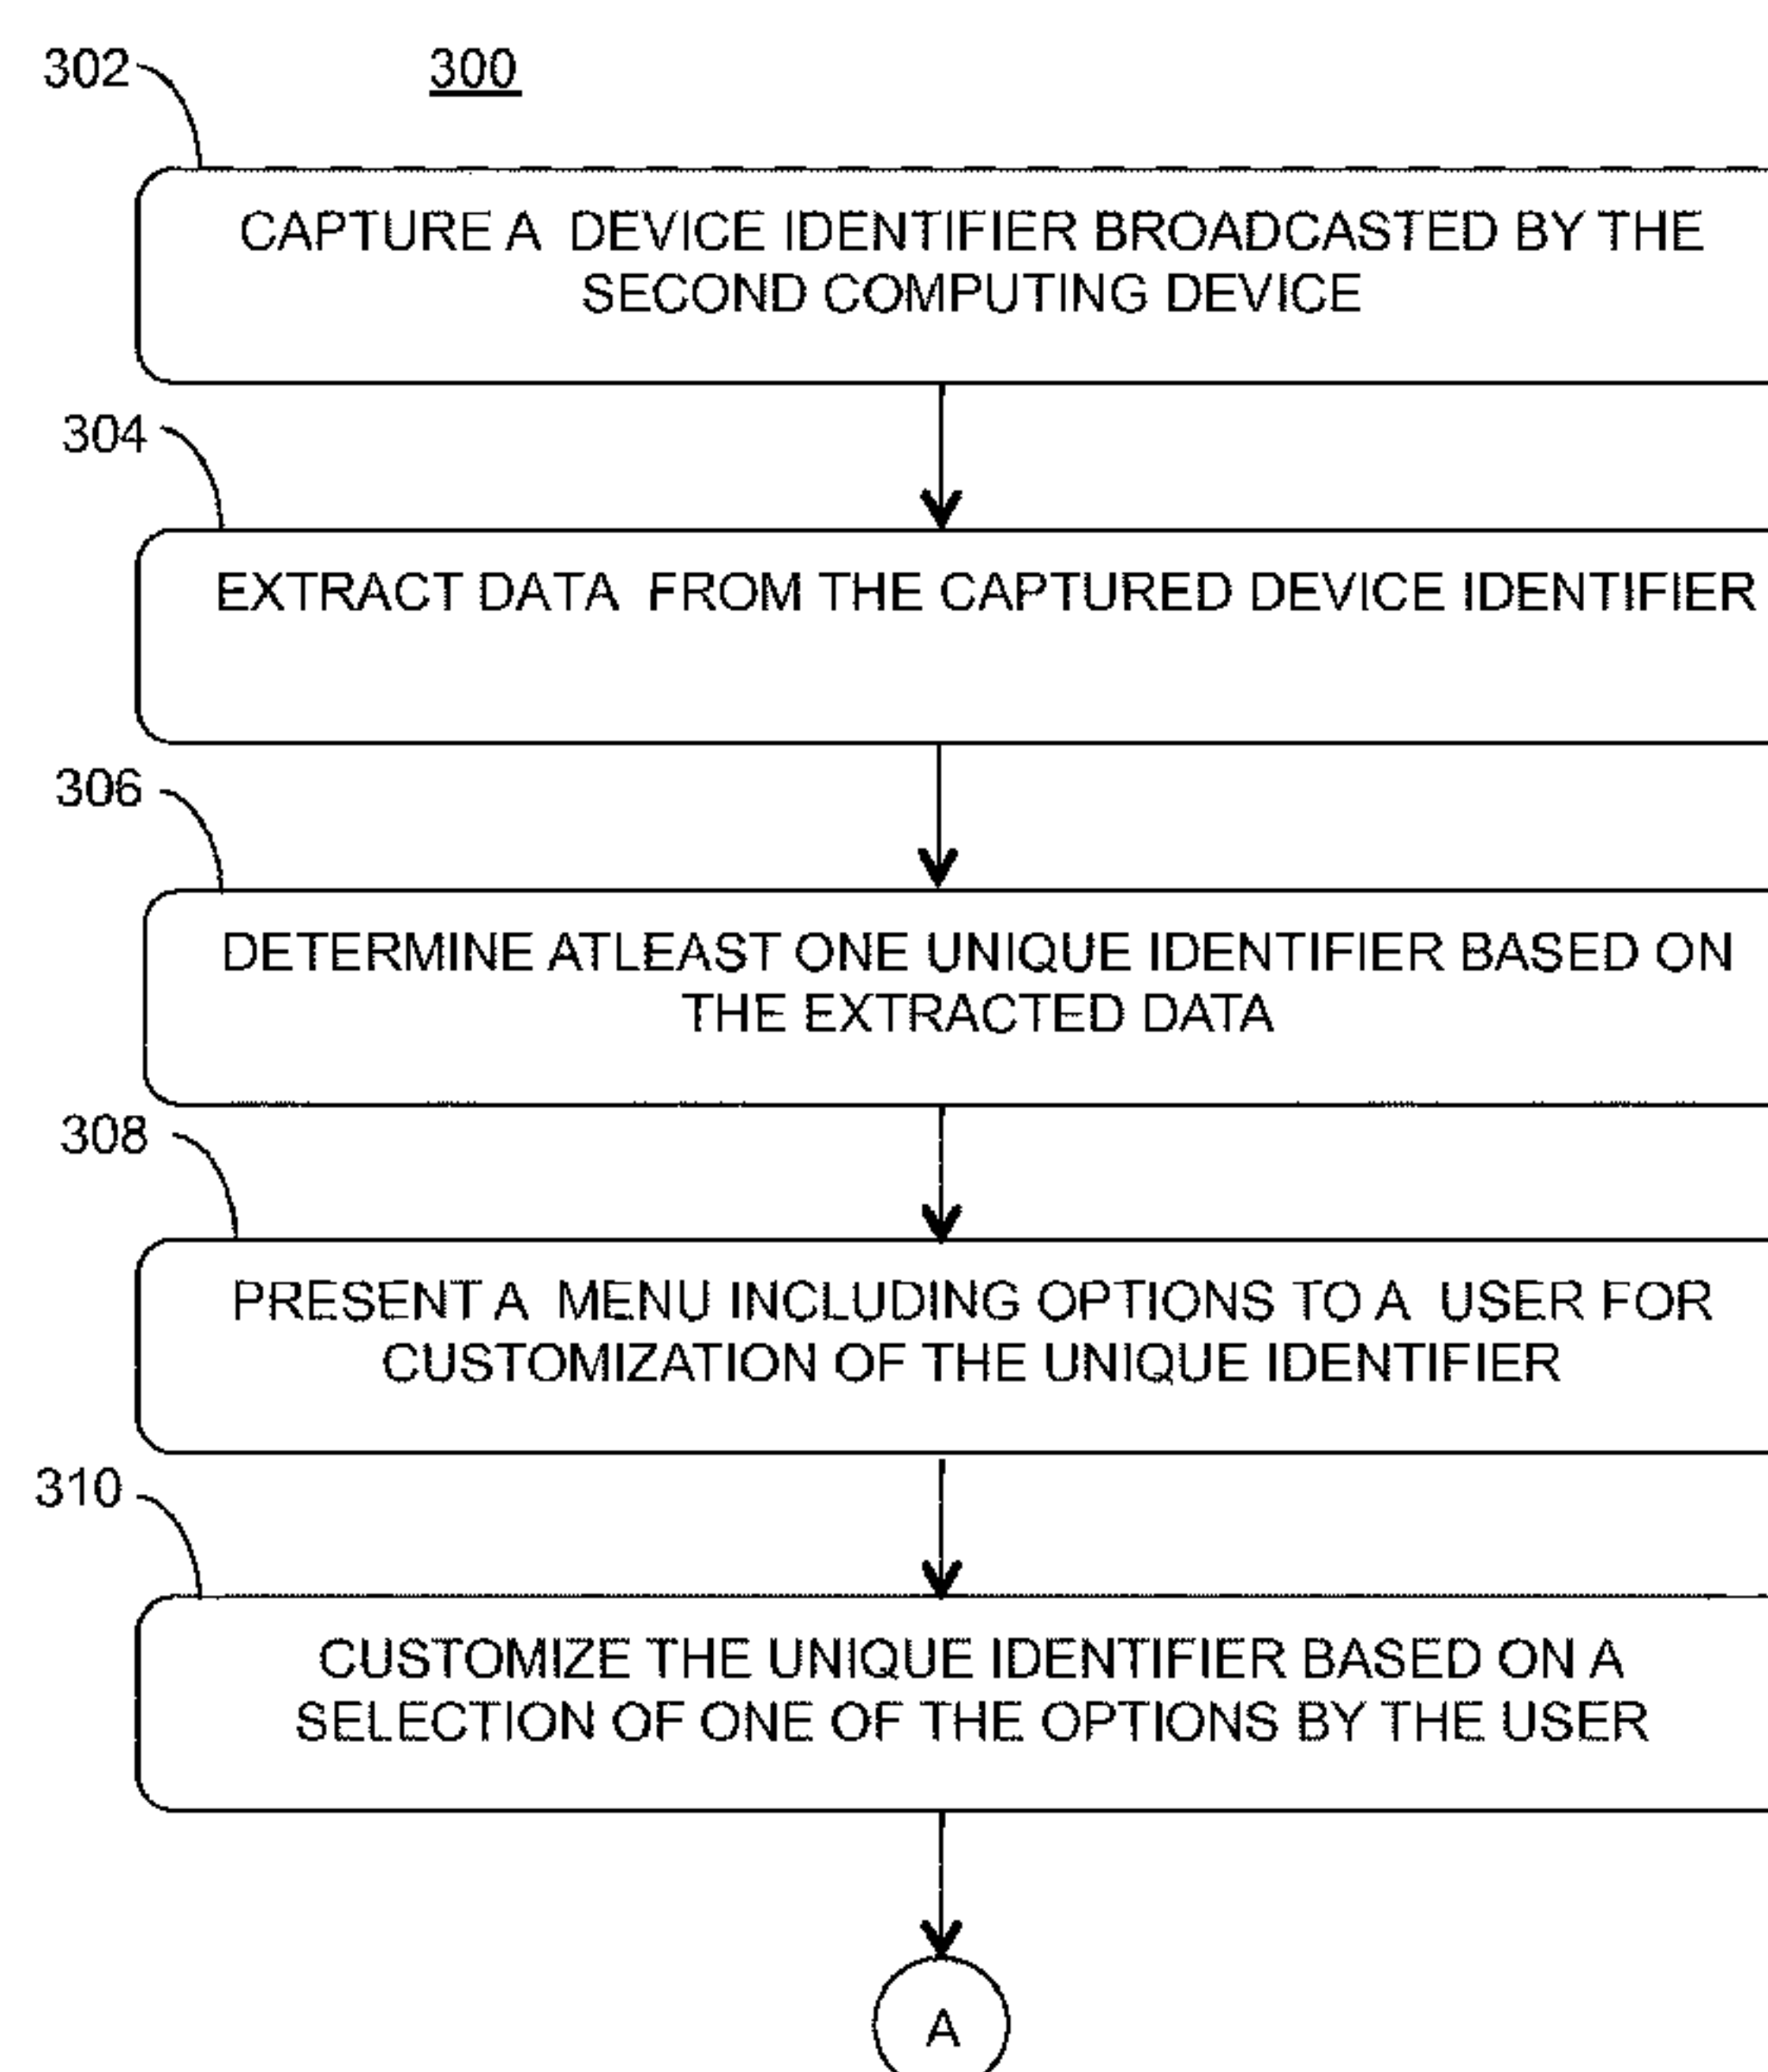 302
300
CAPTURE A DEVICE IDENTIFIER BROADCASTED BY THE
SECOND COMPUTING DEVICE
304
EXTRACT DATA FROM THE CAPTURED DEVICE IDENTIFIER
306
DETERMINE ATLEAST ONE UNIQUE IDENTIFIER BASED ON
THE EXTRACTED DATA
308
PRESENT A MENU INCLUDING OPTIONS TO A USER FOR
CUSTOMIZATION OF THE UNIQUE IDENTIFIER
310
CUSTOMIZE THE UNIQUE IDENTIFIER BASED ON A
SELECTION OF ONE OF THE OPTIONS BY THE USER
A